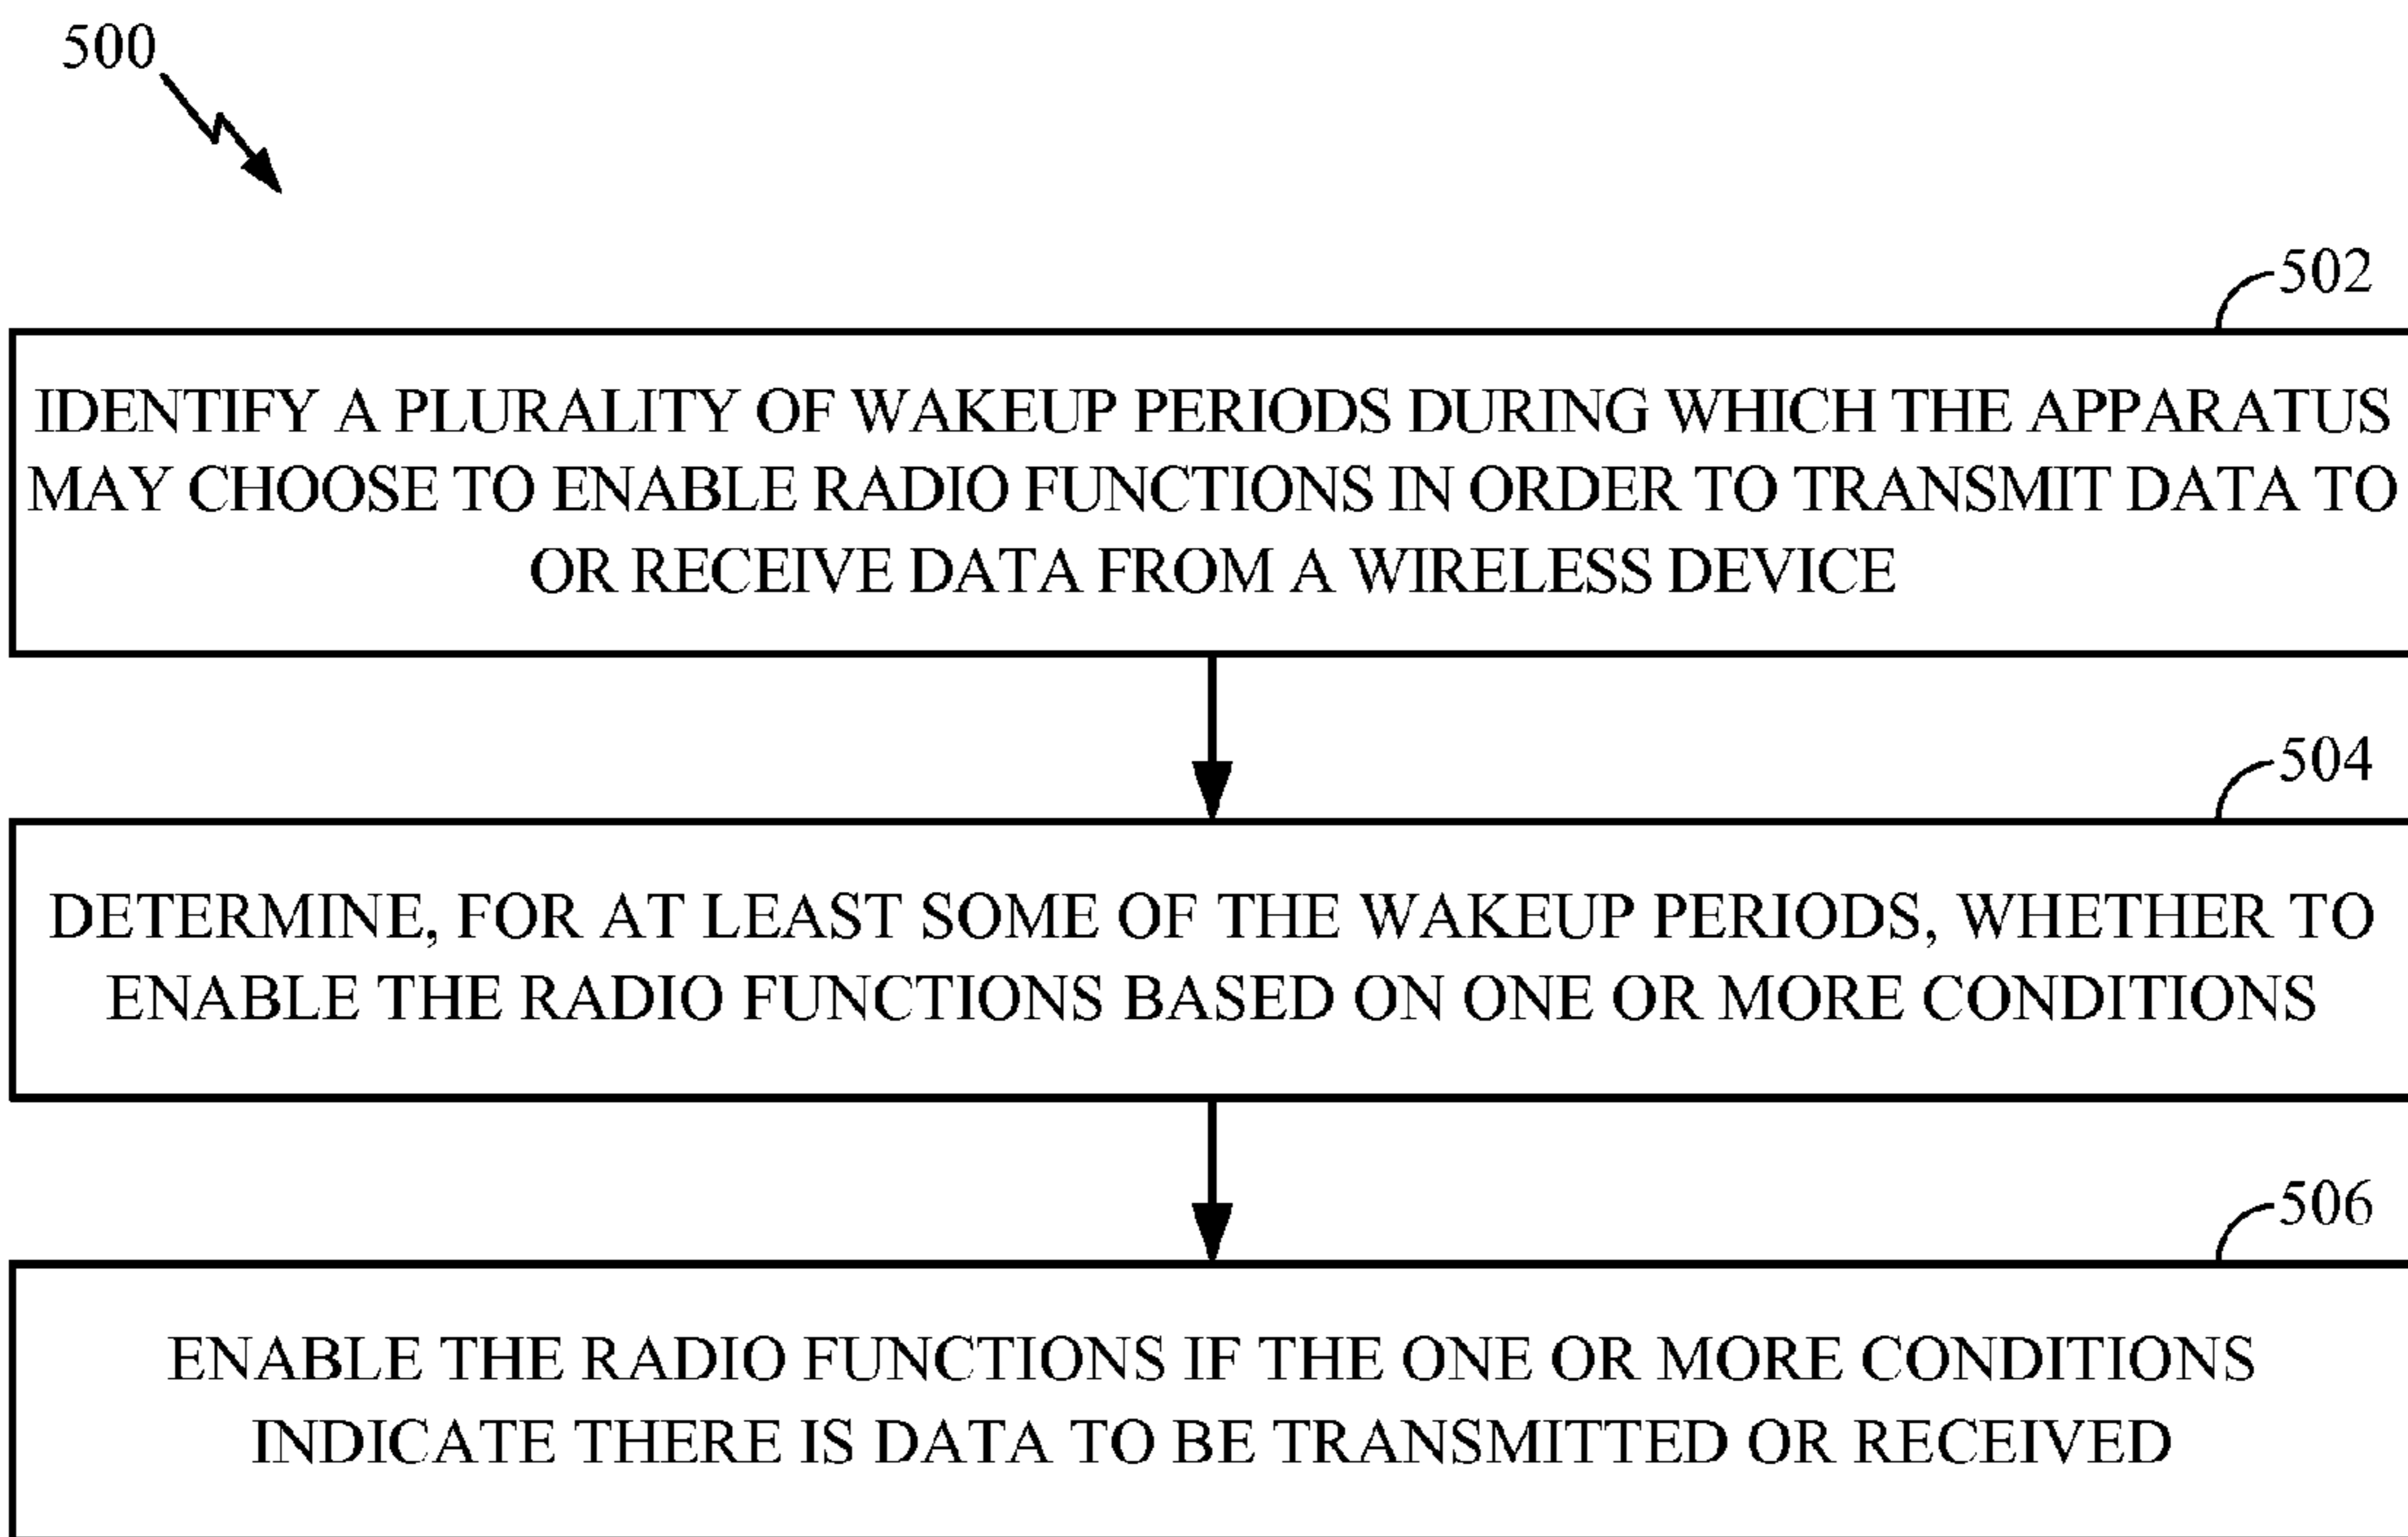 500
502
IDENTIFY A PLURALITY OF WAKEUP PERIODS DURING WHICH THE APPARATUS
MAY CHOOSE TO ENABLE RADIO FUNCTIONS IN ORDER TO TRANSMIT DATA TO
OR RECEIVE DATA FROM A WIRELESS DEVICE
504
DETERMINE, FOR AT LEAST SOME OF THE WAKEUP PERIODS, WHETHER TO
ENABLE THE RADIO FUNCTIONS BASED ON ONE OR MORE CONDITIONS
506
ENABLE THE RADIO FUNCTIONS IF THE ONE OR MORE CONDITIONS
INDICATE THERE IS DATA TO BE TRANSMITTED OR RECEIVED